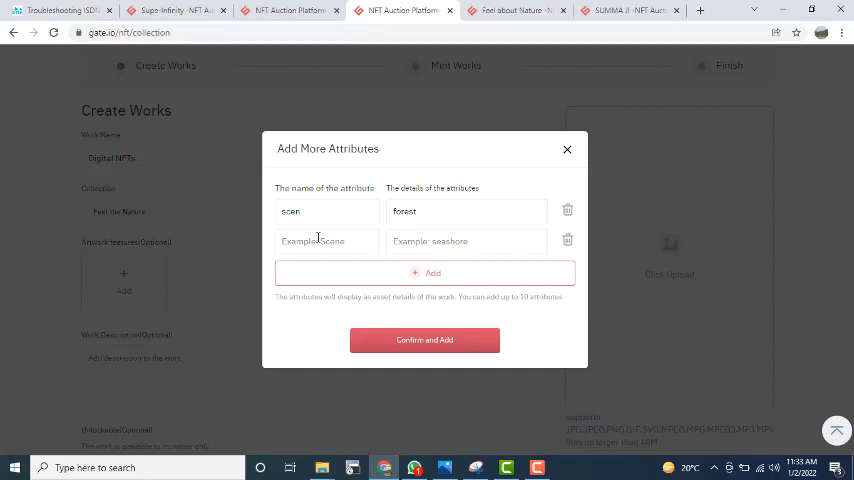 Troubleshooting ISDN
Supe-Infinity -NFT Au
NFT Auction Platform
NFT Auction Platform
Feel about Nature -NF
SUMMA JI -NFT Auct
gate.io/nft/collection
Create Works
Mint Works
Finish
Create Works
Work Name
Digital NFTs
Collection
Feel the Nature
Artwork features(Optional)
Add
Work Description(Optional)
Add description to the work
Unlockable(Optional)
The work is available to its owner only
Add More Attributes
The name of the attribute
The details of the attributes
scen
forest
Example: Scene
Example: seashore
+ Add
The attributes will display as asset details of the work. You can add up to 10 attributes
Confirm and Add
Click Upload
supports
JPG,JPEG,PNG,GIF,SVG,MPEG,MPG,MPEG3,MP3,MP4
files no larger than 40M
Type here to search
20°C
11:33 AM
1/2/2022
3